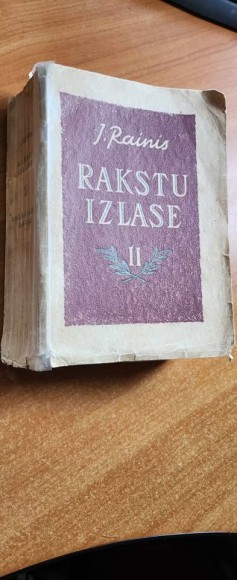 J. Rainis
RAKSTU
IZLASE
II